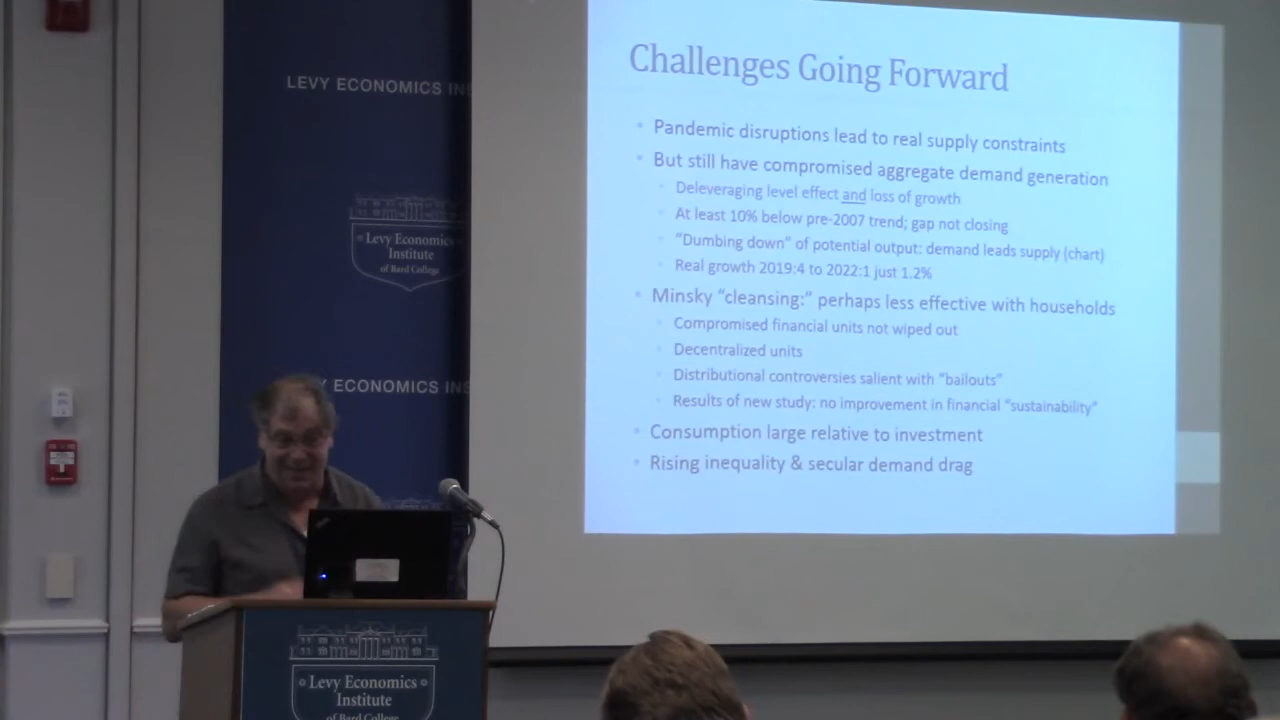 LEVY ECONOMICS IN
Levy Economics
Institute
of Bard College
Y ECONOMICS INS
Challenges Going Forward
Pandemic disruptions lead to real supply constraints
But still have compromised aggregate demand generation
Deleveraging level effect and loss of growth
At least 10% below pre-2007 trend; gap not closing
"Dumbing down" of potential output: demand leads supply (chart)
Real growth 2019:4 to 2022:1 just 1.2%
Minsky "cleansing:" perhaps less effective with households
Compromised financial units not wiped out
Decentralized units
Distributional controversies salient with "bailouts"
Results of new study: no improvement in financial "sustainability"
Consumption large relative to investment
Rising inequality & secular demand drag
Levy Economics
Institute
of Bard College